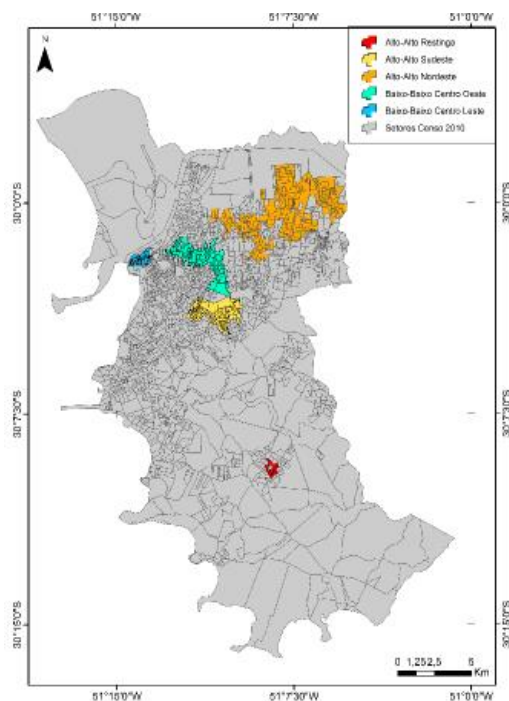 51°15'0"W 51°7'30"W 51°0'0"W
N
Alto-Alto Restinga
Alto-Alto Sudeste
Alto-Alto Nordeste
Baixo-Baixo Centro Oeste
Baixo-Baixo Centro Leste
Setores Censo 2010
30°0'0"S 30°0'0"S
30°7'30"S 30°7'30"S
30°15'0"S 30°15'0"S
0 1,25 2,5 5
Km
51°15'0"W 51°7'30"W 51°0'0"W